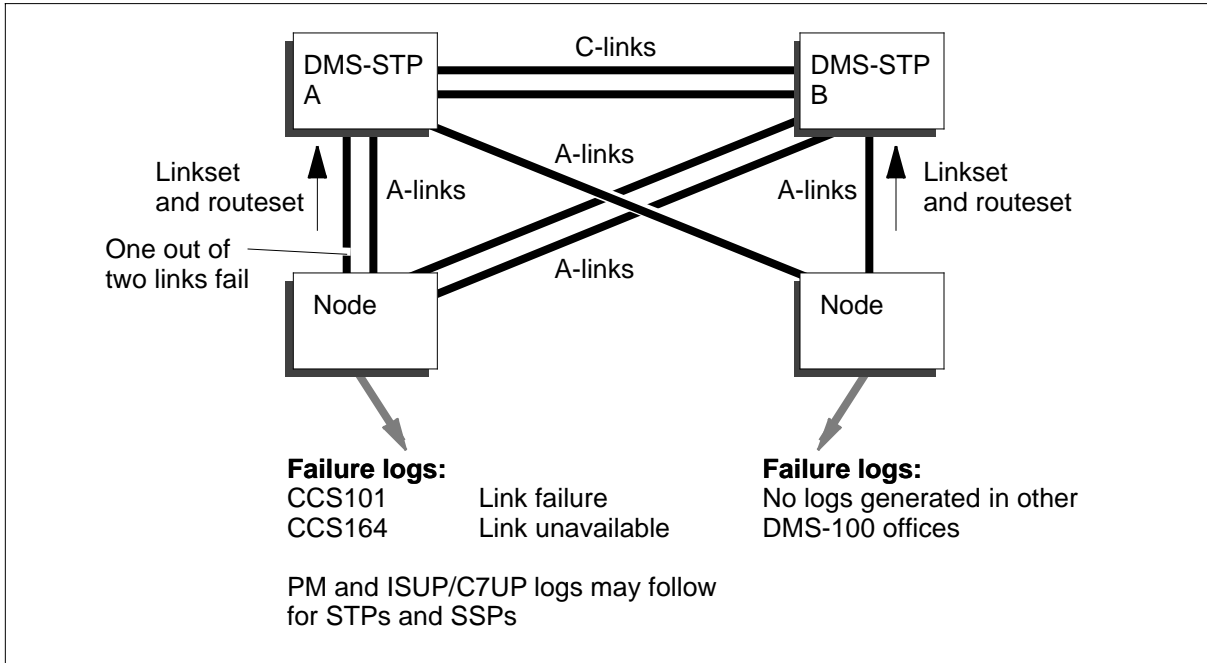 C-links
DMS-STP
A
DMS-STP
B
A-links
Linkset
and routeset
A-links
A-links
Linkset
and routeset
One out of
two links fail
A-links
Node
Node
Failure logs:
CCS101 Link failure
CCS164 Link unavailable
PM and ISUP/C7UP logs may follow
for STPs and SSPs
Failure logs:
No logs generated in other
DMS-100 offices